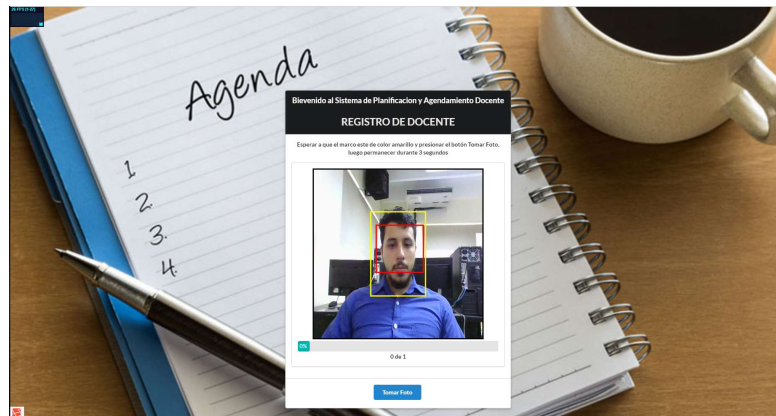 Agenda
1
2.
3.
4.
Bievenido al Sistema de Planificacion y Agendamiento Docente
REGISTRO DE DOCENTE
Esperar a que el marco este de color amarillo y presionar el botón Tomar Foto,
luego permanecer durante 3 segundos
0%
0 de 1
Tomar Foto